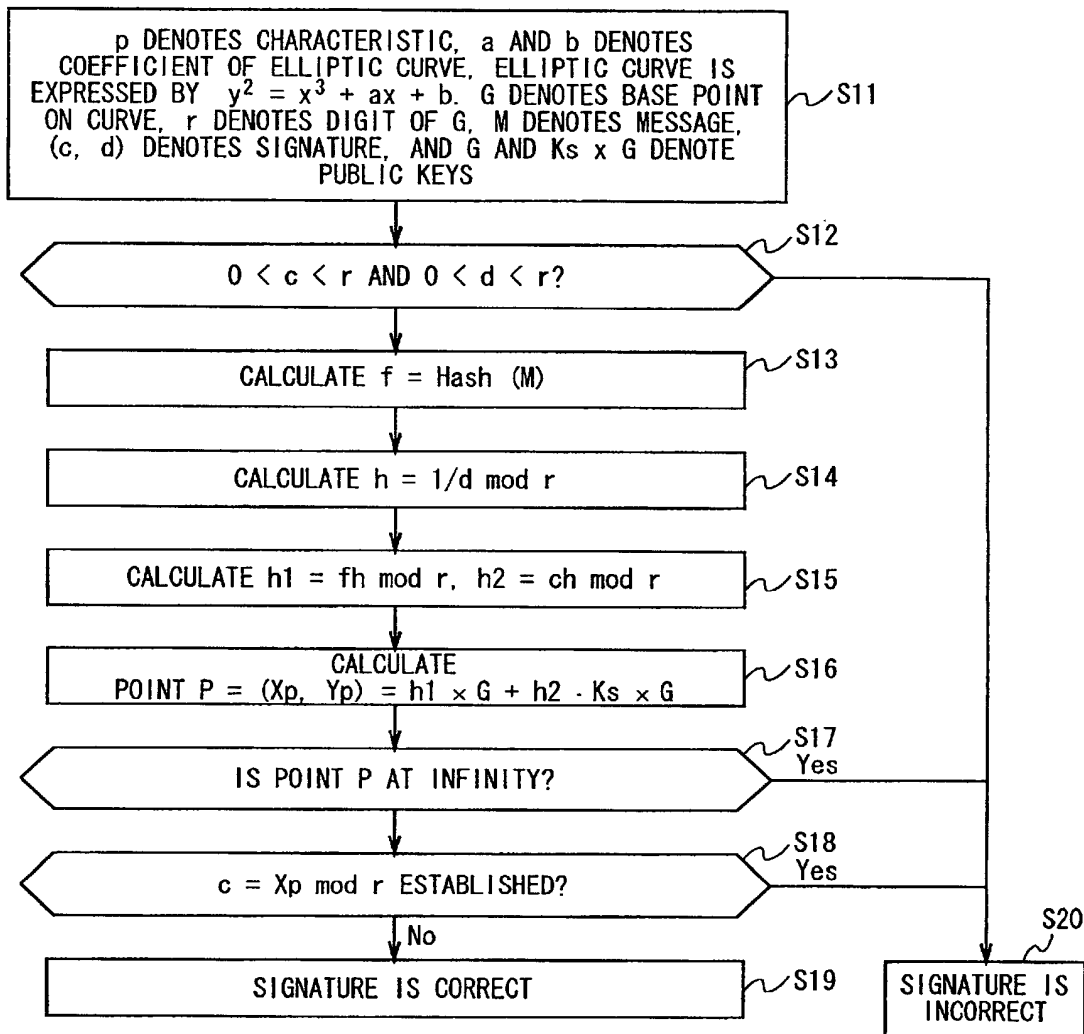 p DENOTES CHARACTERISTIC, a AND b DENOTES
COEFFICIENT OF ELLIPTIC CURVE, ELLIPTIC CURVE IS
EXPRESSED BY y² = x³ + ax + b. G DENOTES BASE POINT
ON CURVE, r DENOTES DIGIT OF G, M DENOTES MESSAGE,
(c, d) DENOTES SIGNATURE, AND G AND Ks x G DENOTE
PUBLIC KEYS
S11
S12
0 < c < r AND 0 < d < r?
S13
CALCULATE f = Hash (M)
S14
CALCULATE h = 1/d mod r
S15
CALCULATE h1 = fh mod r, h2 = ch mod r
S16
CALCULATE
POINT P = (Xp, Yp) = h1 × G + h2 · Ks × G
S17
Yes
IS POINT P AT INFINITY?
S18
Yes
c = Xp mod r ESTABLISHED?
No
S19
SIGNATURE IS CORRECT
S20
SIGNATURE IS
INCORRECT